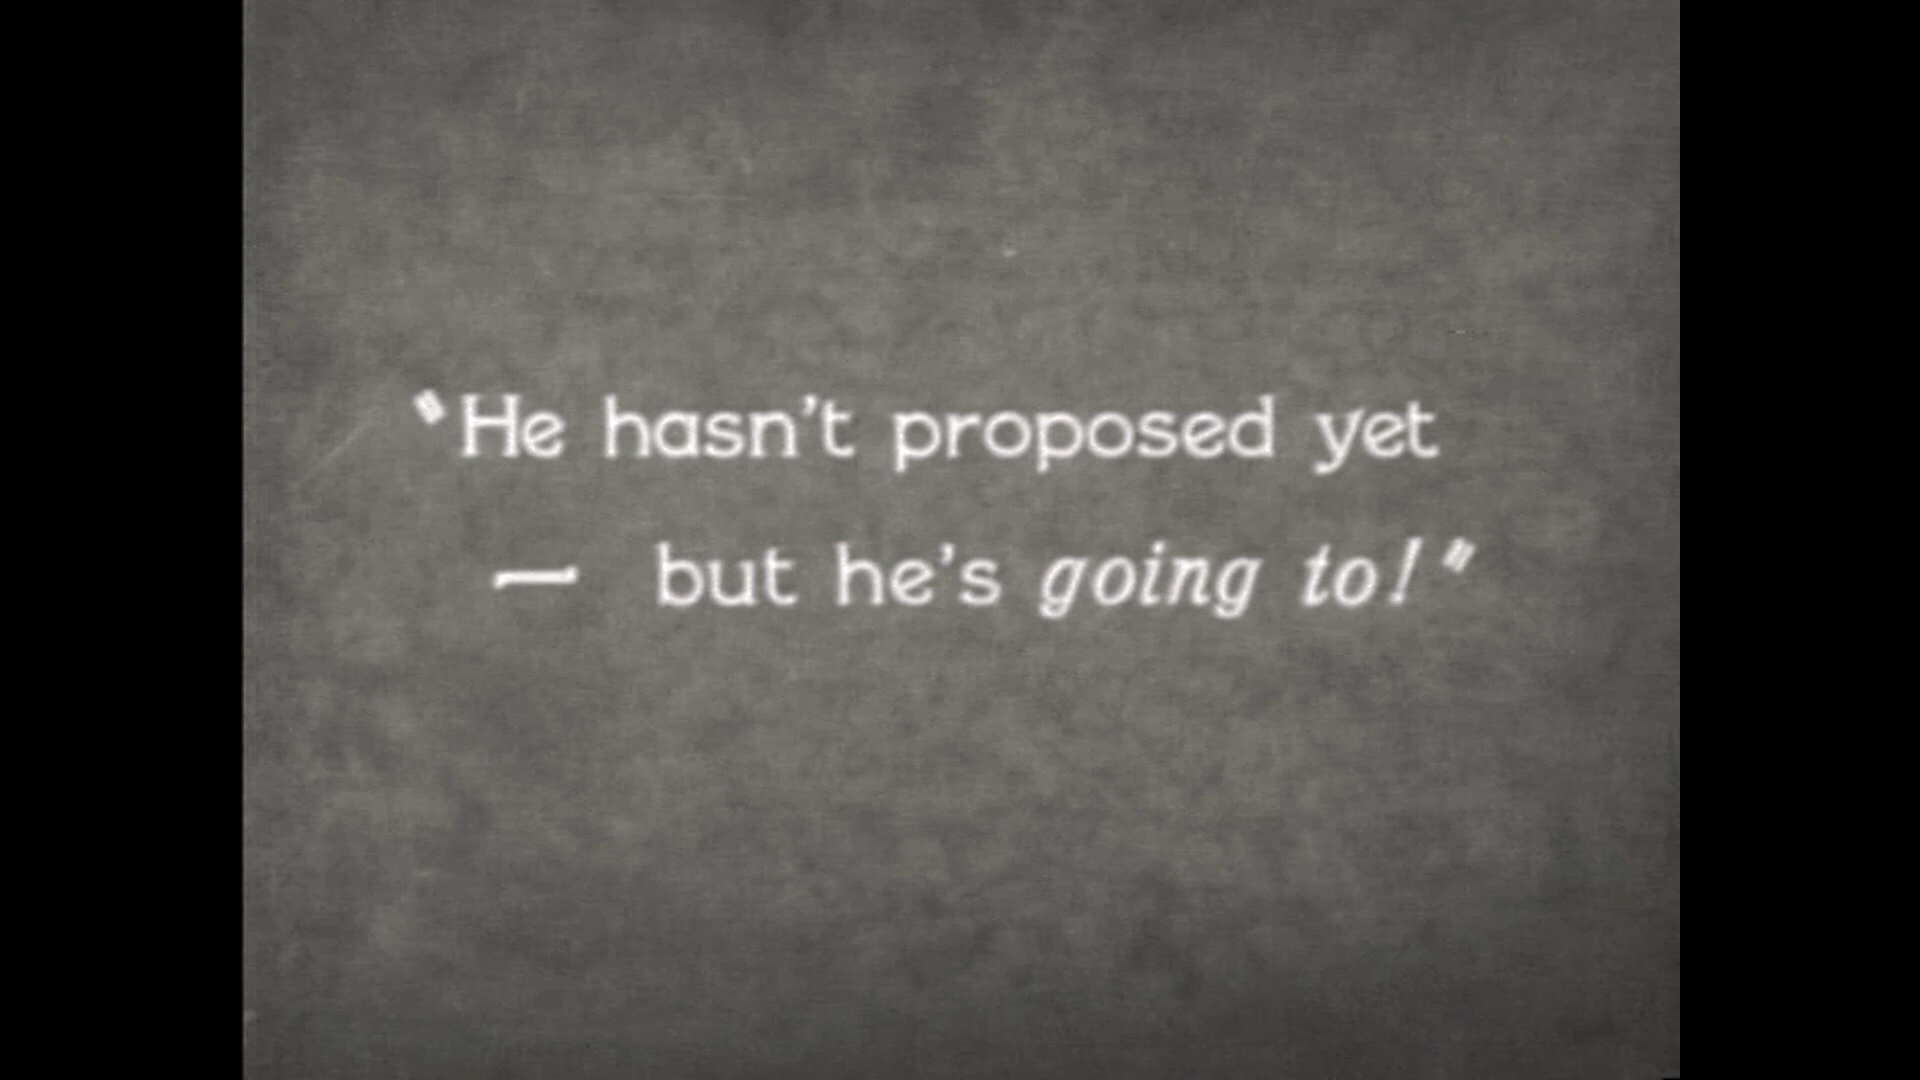 "He hasn't proposed yet
— but he's going to!"